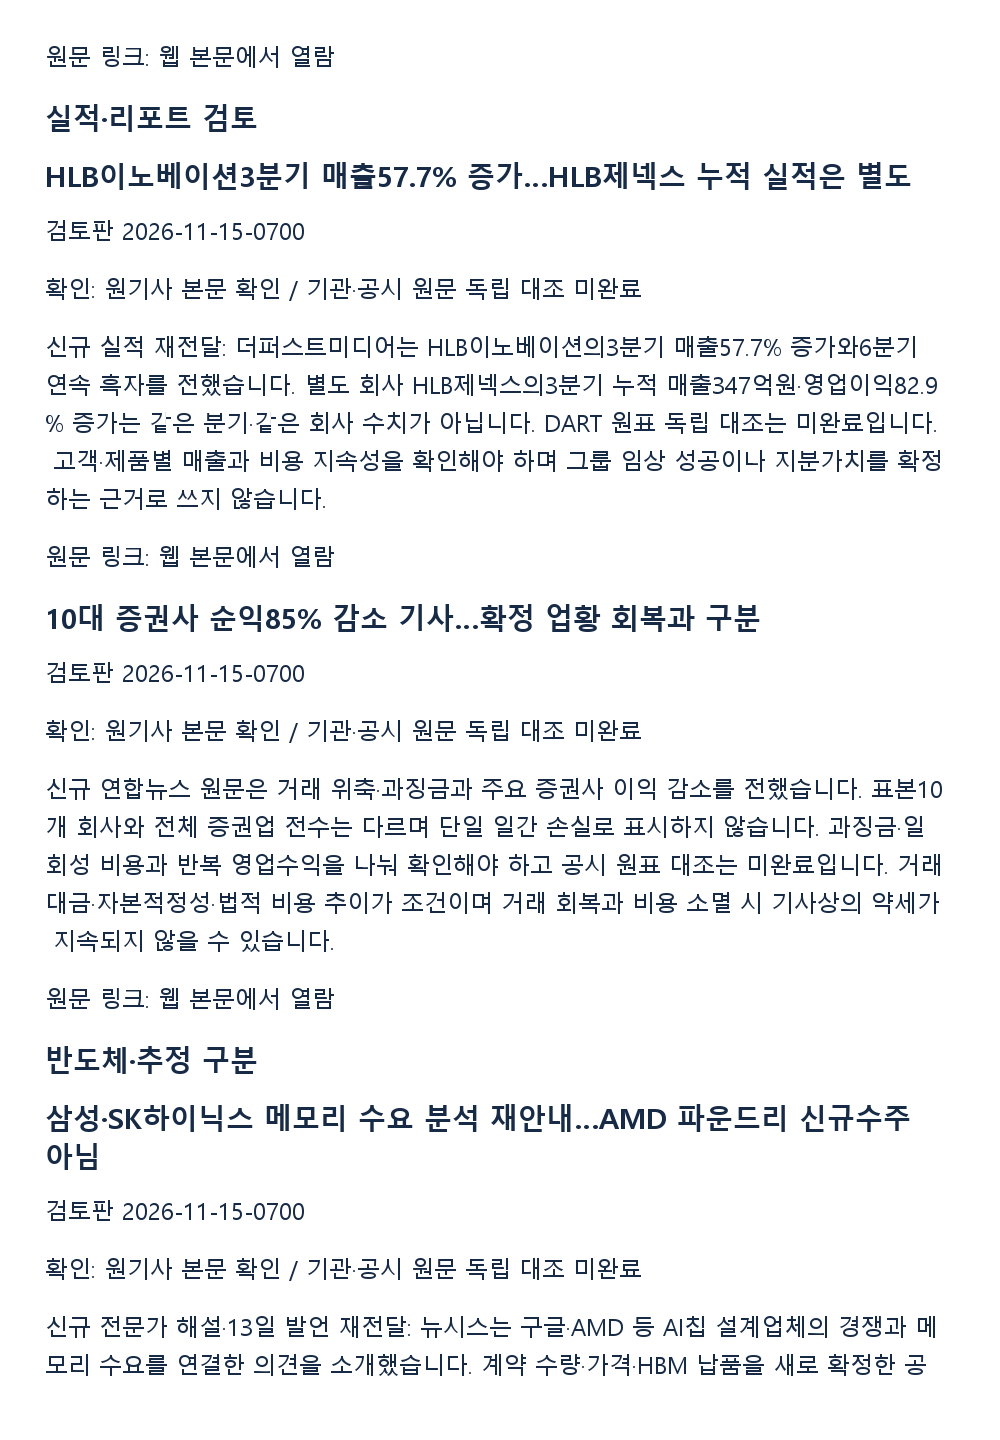 원문 링크: 웹 본문에서 열람
실적·리포트 검토
HLB이노베이션3분기 매출57.7% 증가...HLB제넥스 누적 실적은 별도
검토판 2026-11-15-0700
확인: 원기사 본문 확인 / 기관·공시 원문 독립 대조 미완료
신규 실적 재전달: 더퍼스트미디어는 HLB이노베이션의3분기 매출57.7% 증가와6분기
연속 흑자를 전했습니다. 별도 회사 HLB제넥스의3분기 누적 매출347억원·영업이익82.9
% 증가는 같은 분기·같은 회사 수치가 아닙니다. DART 원표 독립 대조는 미완료입니다.
고객·제품별 매출과 비용 지속성을 확인해야 하며 그룹 임상 성공이나 지분가치를 확정
하는 근거로 쓰지 않습니다.
원문 링크: 웹 본문에서 열람
10대 증권사 순익85% 감소 기사...확정 업황 회복과 구분
검토판 2026-11-15-0700
확인: 원기사 본문 확인 / 기관·공시 원문 독립 대조 미완료
신규 연합뉴스 원문은 거래 위축·과징금과 주요 증권사 이익 감소를 전했습니다. 표본10
개 회사와 전체 증권업 전수는 다르며 단일 일간 손실로 표시하지 않습니다. 과징금·일
회성 비용과 반복 영업수익을 나눠 확인해야 하고 공시 원표 대조는 미완료입니다. 거래
대금·자본적정성·법적 비용 추이가 조건이며 거래 회복과 비용 소멸 시 기사상의 약세가
지속되지 않을 수 있습니다.
원문 링크: 웹 본문에서 열람
반도체·추정 구분
삼성·SK하이닉스 메모리 수요 분석 재안내...AMD 파운드리 신규수주
아님
검토판 2026-11-15-0700
확인: 원기사 본문 확인 / 기관·공시 원문 독립 대조 미완료
신규 전문가 해설·13일 발언 재전달: 뉴시스는 구글·AMD 등 AI칩 설계업체의 경쟁과 메
모리 수요를 연결한 의견을 소개했습니다. 계약 수량·가격·HBM 납품을 새로 확정한 공